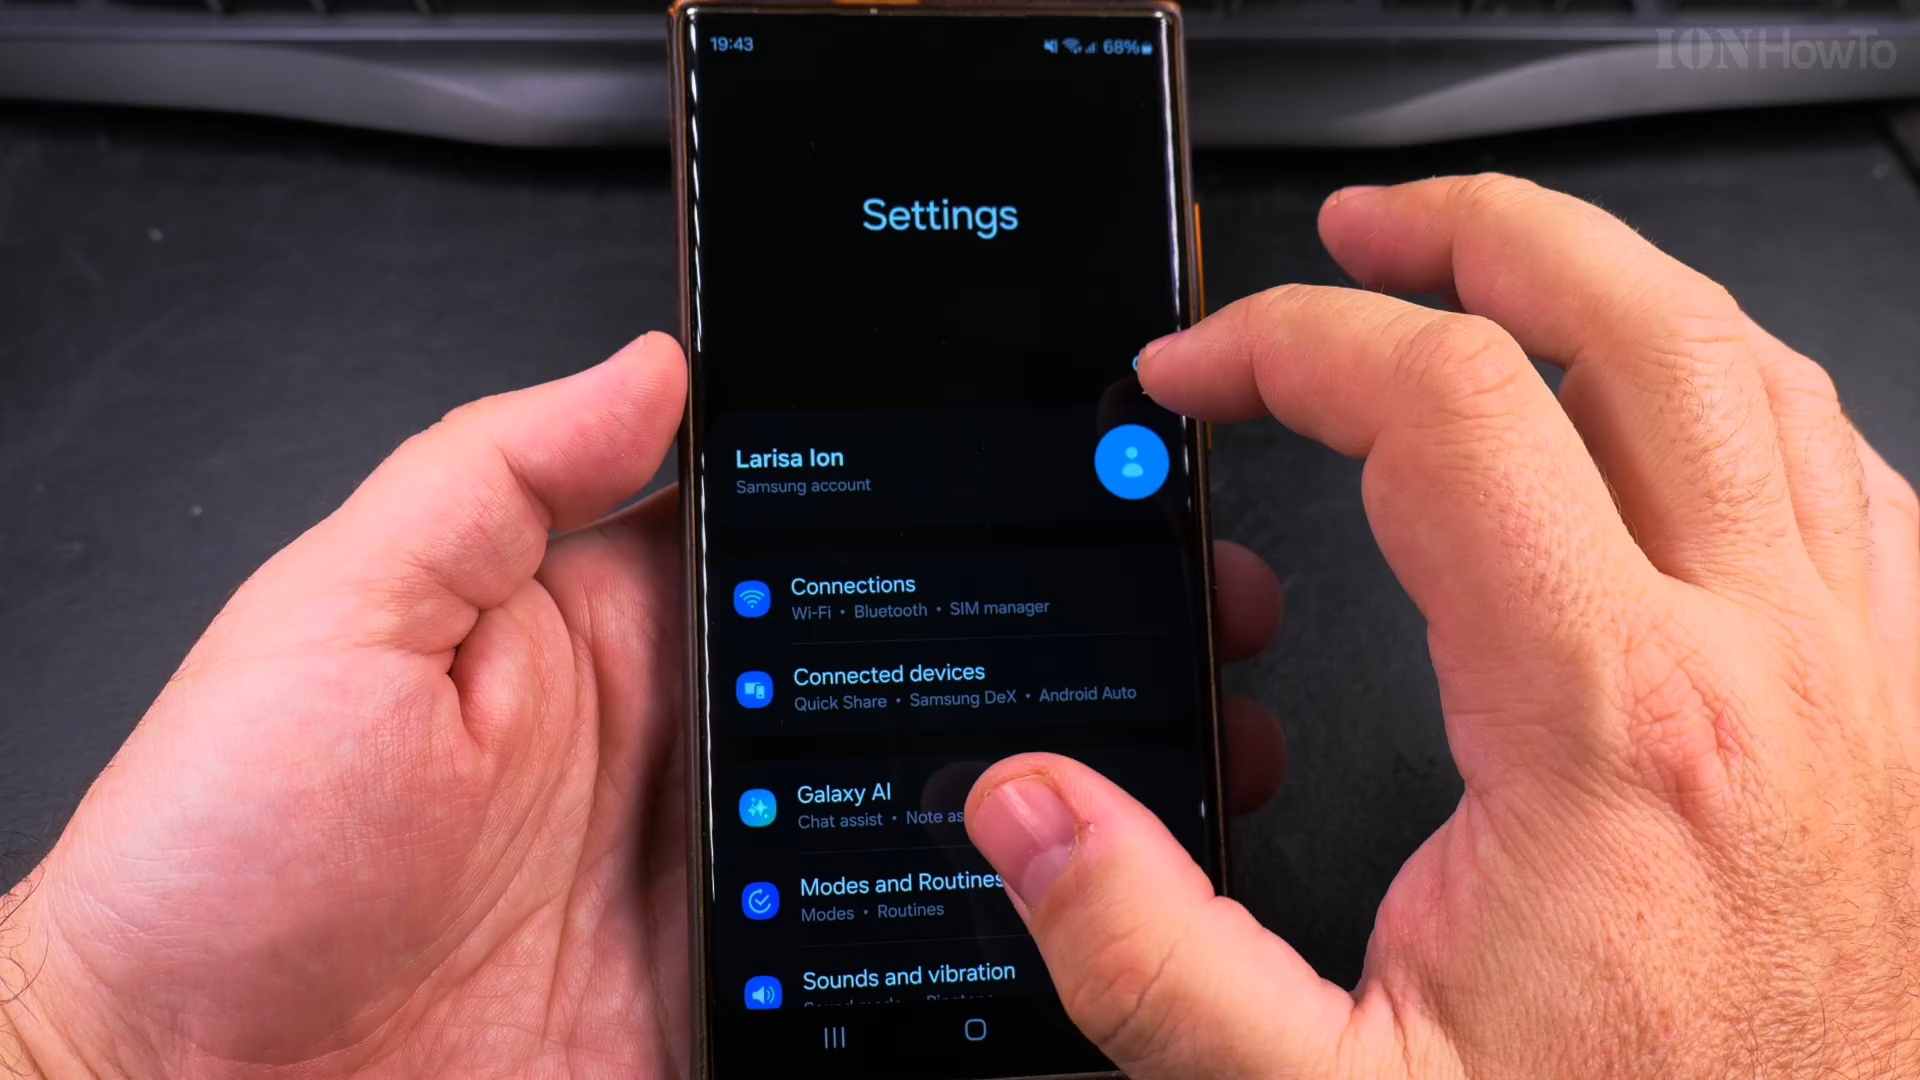 IONHowTo
19:43
68%
Settings
Larisa Ion
Samsung account
Connections
Wi-Fi • Bluetooth • SIM manager
Connected devices
Quick Share • Samsung DeX • Android Auto
Galaxy AI
Chat assist • Note as
Modes and Routines
Modes • Routines
Sounds and vibration